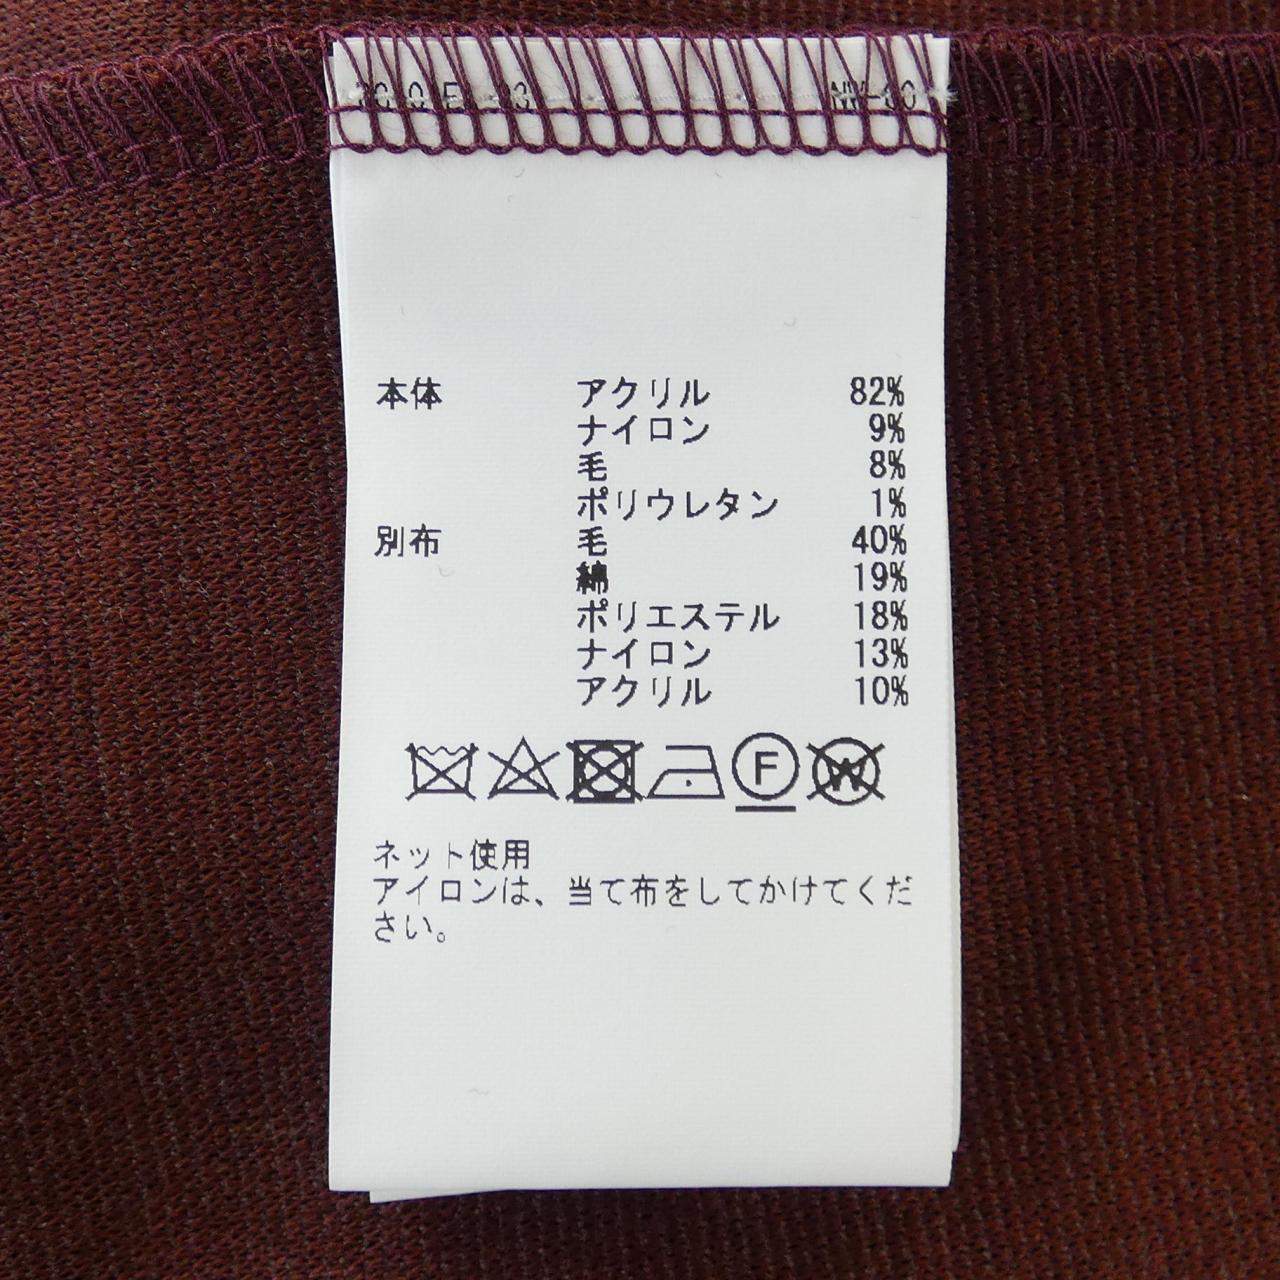 本体 アクリル 82%
ナイロン 9%
毛 8%
ポリウレタン 1%
別布 毛 40%
綿 19%
ポリエステル 18%
ナイロン 13%
アクリル 10%
F W
ネット使用
アイロンは、当て布をしてかけてくだ
さい。